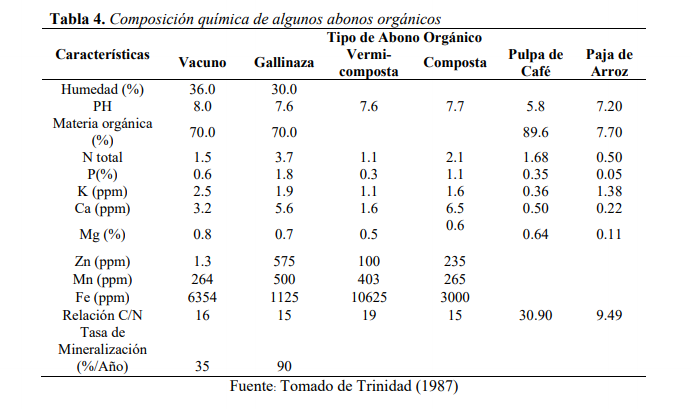 Tabla 4. Composición química de algunos abonos orgánicos
Tipo de Abono Orgánico
Características Vacuno Gallinaza Vermi-composta Composta Pulpa de Café Paja de Arroz
Humedad (%) 36.0 30.0
PH 8.0 7.6 7.6 7.7 5.8 7.20
Materia orgánica (%) 70.0 70.0 89.6 7.70
N total 1.5 3.7 1.1 2.1 1.68 0.50
P(%) 0.6 1.8 0.3 1.1 0.35 0.05
K (ppm) 2.5 1.9 1.1 1.6 0.36 1.38
Ca (ppm) 3.2 5.6 1.6 6.5 0.50 0.22
Mg (%) 0.8 0.7 0.5 0.6 0.64 0.11
Zn (ppm) 1.3 575 100 235
Mn (ppm) 264 500 403 265
Fe (ppm) 6354 1125 10625 3000
Relación C/N 16 15 19 15 30.90 9.49
Tasa de
Mineralización
(%/Año) 35 90
Fuente: Tomado de Trinidad (1987)